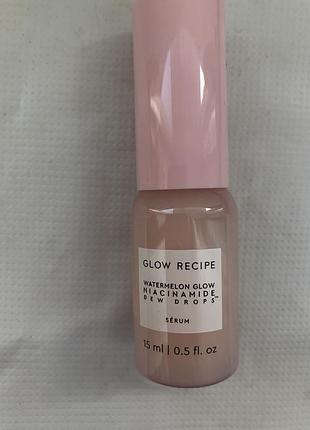 GLOW RECIPE
WATERMELON GLOW
NIACINAMIDE
DEW DROPS™
SÉRUM
15 ml | 0.5 fl. oz